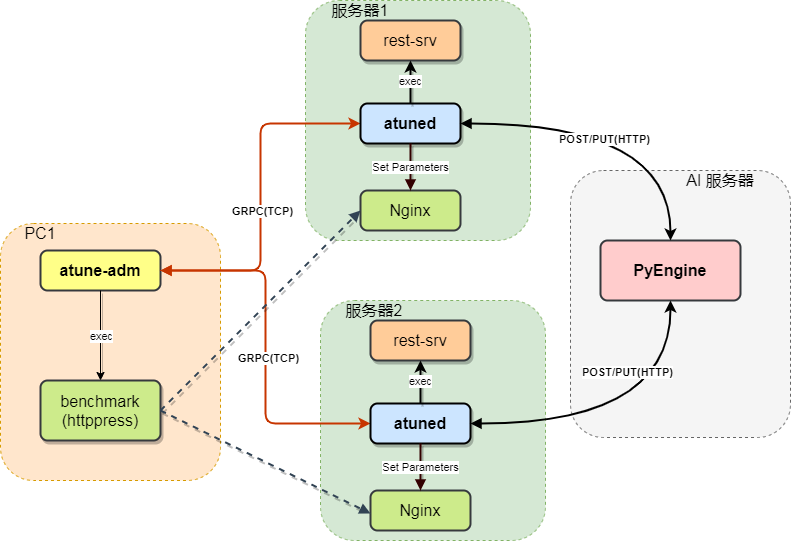 服务器1
rest-srv
exec
atuned
Set Parameters
Nginx
GRPC(TCP)
POST/PUT(HTTP)
AI 服务器
PyEngine
PC1
atune-adm
exec
benchmark
(httppress)
GRPC(TCP)
服务器2
rest-srv
exec
atuned
Set Parameters
Nginx
POST/PUT(HTTP)